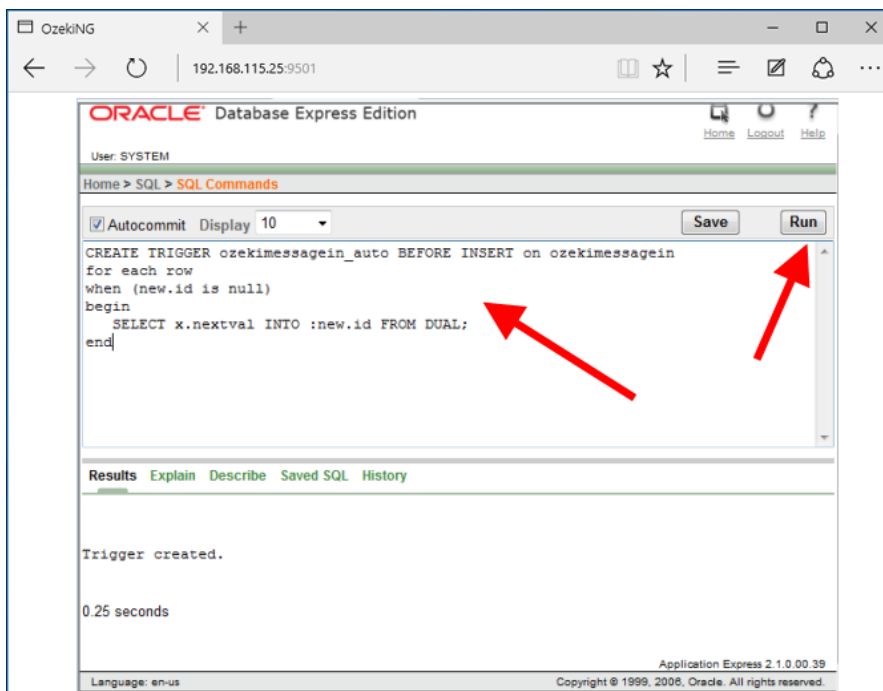 OzekiNG
192.168.115.25:9501
ORACLE Database Express Edition
Home Logout Help
User: SYSTEM
Home > SQL > SQL Commands
Autocommit Display 10 Save Run
CREATE TRIGGER ozekimessagein_auto BEFORE INSERT on ozekimessagein
for each row
when (new.id is null)
begin
SELECT x.nextval INTO :new.id FROM DUAL;
end
Results Explain Describe Saved SQL History
Trigger created.
0.25 seconds
Application Express 2.1.0.00.39
Language: en-us Copyright © 1999, 2006, Oracle. All rights reserved.